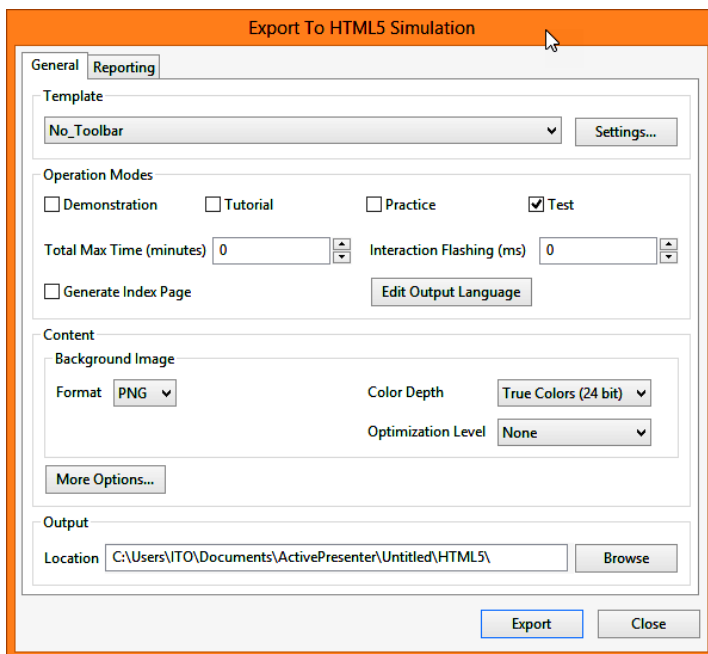 Export To HTML5 Simulation
General Reporting
Template
No_Toolbar Settings...
Operation Modes
Demonstration Tutorial Practice Test
Total Max Time (minutes) 0 Interaction Flashing (ms) 0
Generate Index Page Edit Output Language
Content
Background Image
Format PNG Color Depth True Colors (24 bit)
Optimization Level None
More Options...
Output
Location C:\Users\ITO\Documents\ActivePresenter\Untitled\HTML5\ Browse
Export Close